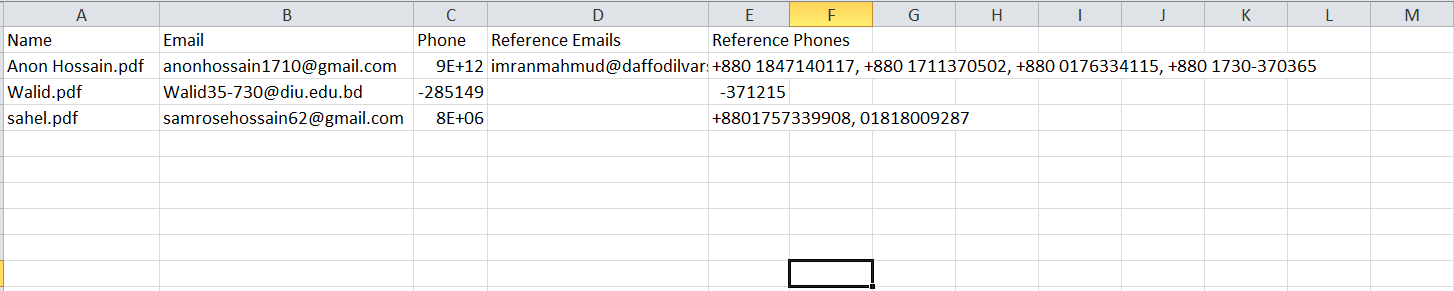 A B C D E F G H I J K L M
Name Email Phone Reference Emails Reference Phones
Anon Hossain.pdf anonhossain1710@gmail.com 9E+12 imranmahmud@daffodilvars +880 1847140117, +880 1711370502, +880 0176334115, +880 1730-370365
Walid.pdf Walid35-730@diu.edu.bd -285149 -371215
sahel.pdf samrosehossain62@gmail.com 8E+06 +8801757339908, 01818009287